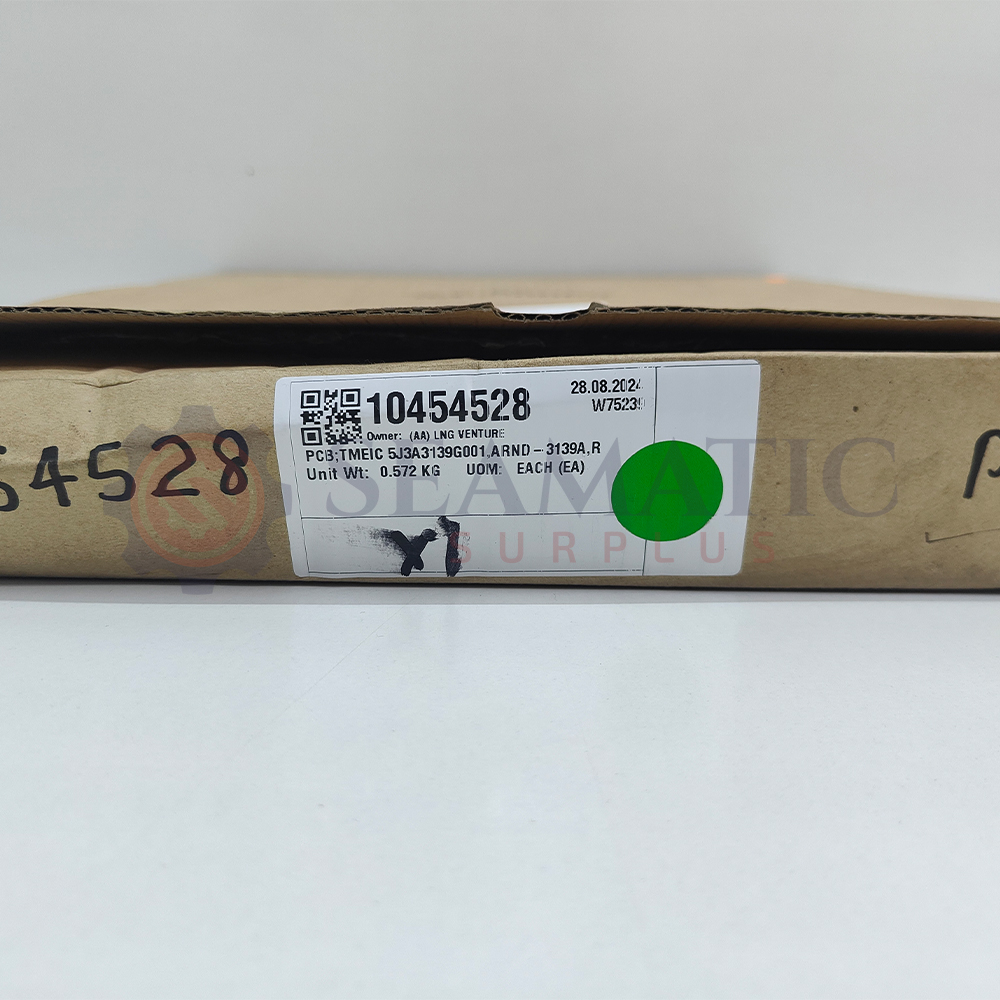 10454528
28.08.2024
W75239
Owner: (AA) LNG VENTURE
PCB;TMEIC 5J3A3139G001,ARND-3139A,R
Unit Wt: 0.572 KG UOM: EACH (EA)
54528
SEAMATIC
SURPLUS